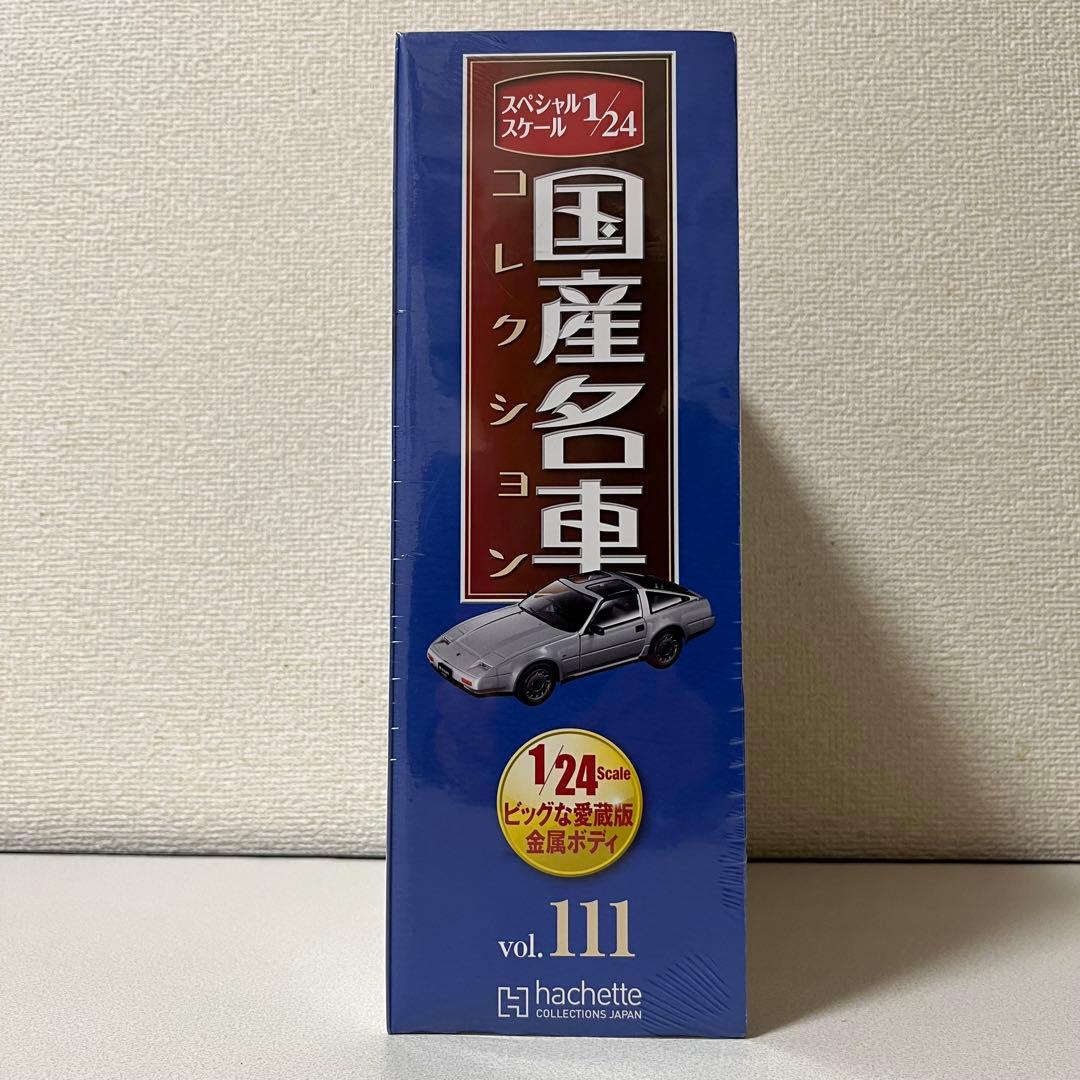 スペシャル
スケール 1/24
国産名車
コレクション
1/24 Scale
ビッグな愛蔵版
金属ボディ
vol. 111
hachette
COLLECTIONS JAPAN